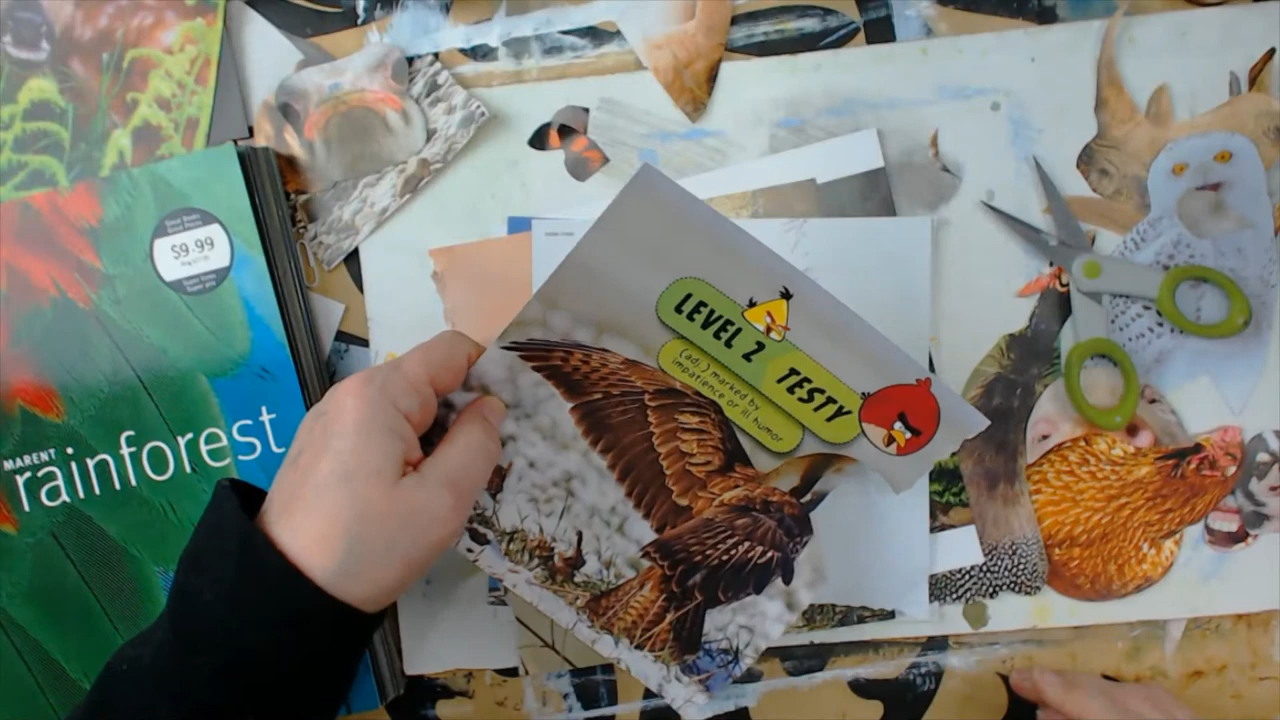 $9.99
MARENT
rainforest
LEVEL 2 TESTY
(adj.) marked by
impatience or ill humor